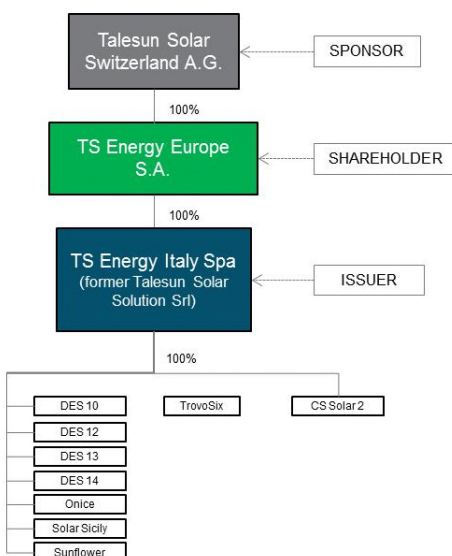 Talesun Solar
Switzerland A.G.
SPONSOR
100%
TS Energy Europe
S.A.
SHAREHOLDER
100%
TS Energy Italy Spa
(former Talesun Solar
Solution Srl)
ISSUER
100%
DES 10
TrovoSix
CS Solar 2
DES 12
DES 13
DES 14
Onice
Solar Sicily
Sunflower